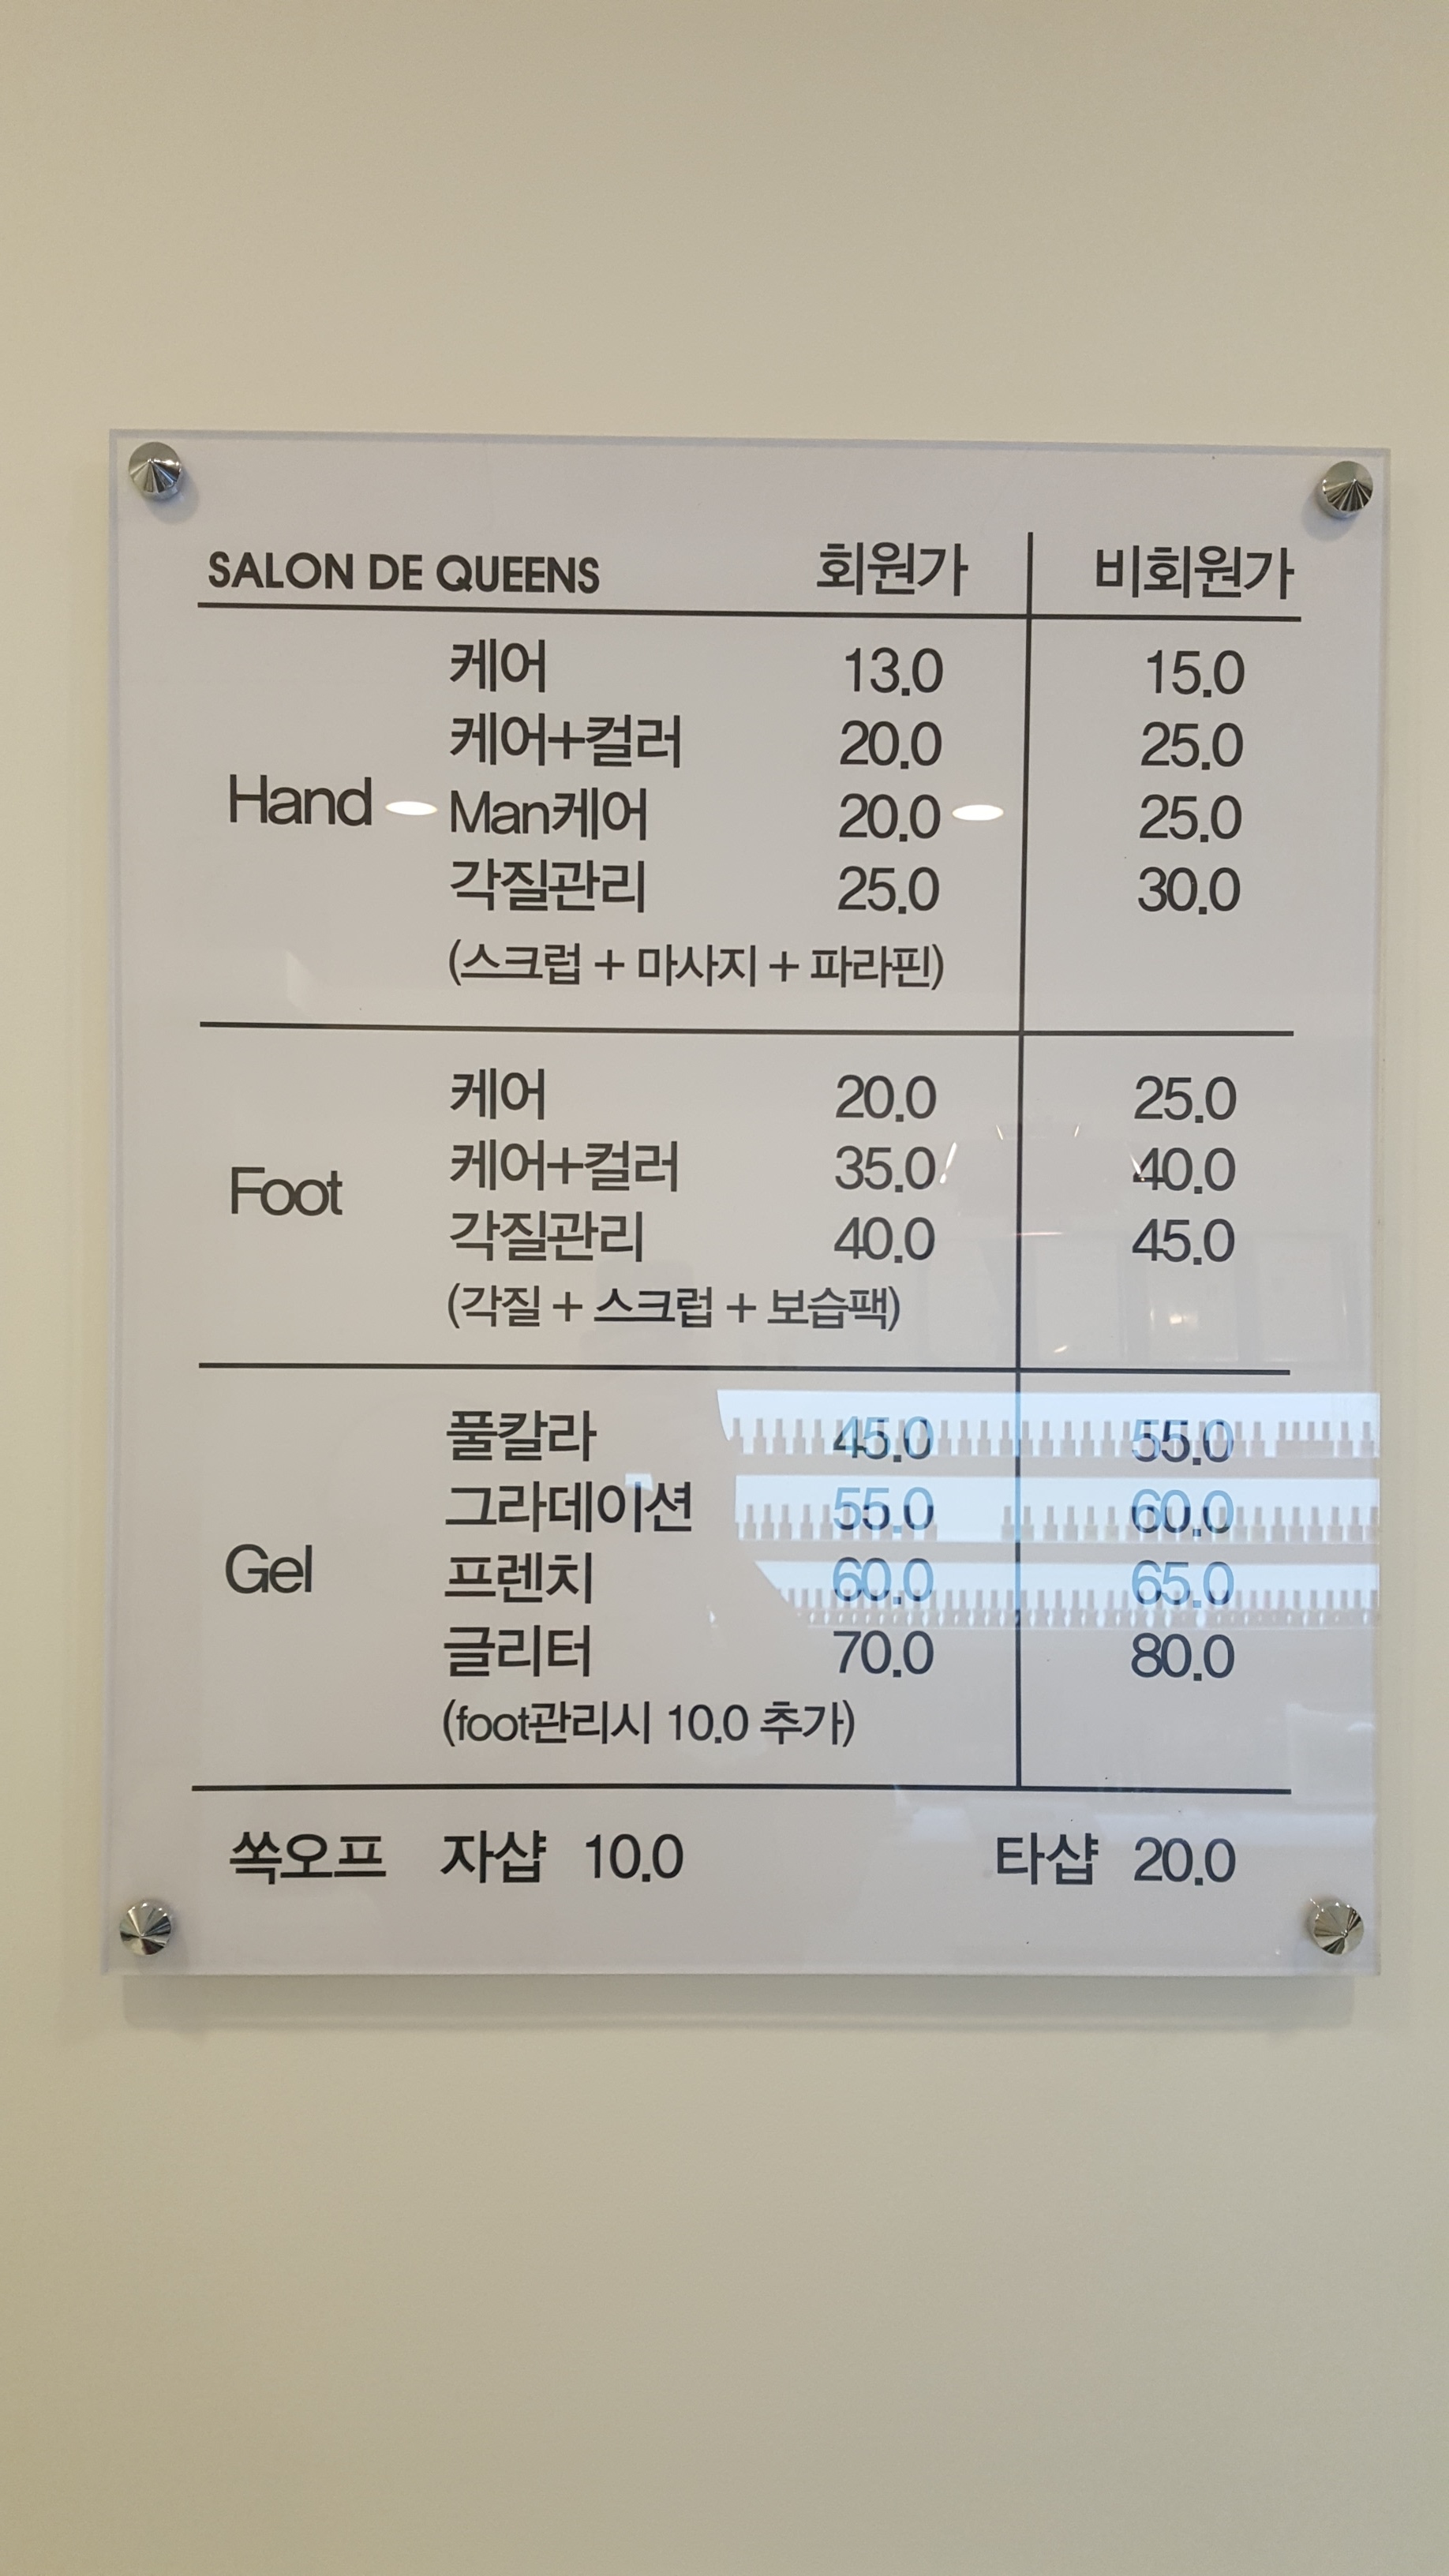 SALON DE QUEENS 회원가 비회원가
케어 13.0 15.0
케어+컬러 20.0 25.0
Hand Man케어 20.0 25.0
각질관리 25.0 30.0
(스크럽 + 마사지 + 파라핀)
케어 20.0 25.0
Foot 케어+컬러 35.0 40.0
각질관리 40.0 45.0
(각질 + 스크럽 + 보습팩)
풀칼라 45.0 55.0
그라데이션 55.0 60.0
Gel 프렌치 60.0 65.0
글리터 70.0 80.0
(foot관리시 10.0 추가)
쏙오프 자샵 10.0 타샵 20.0